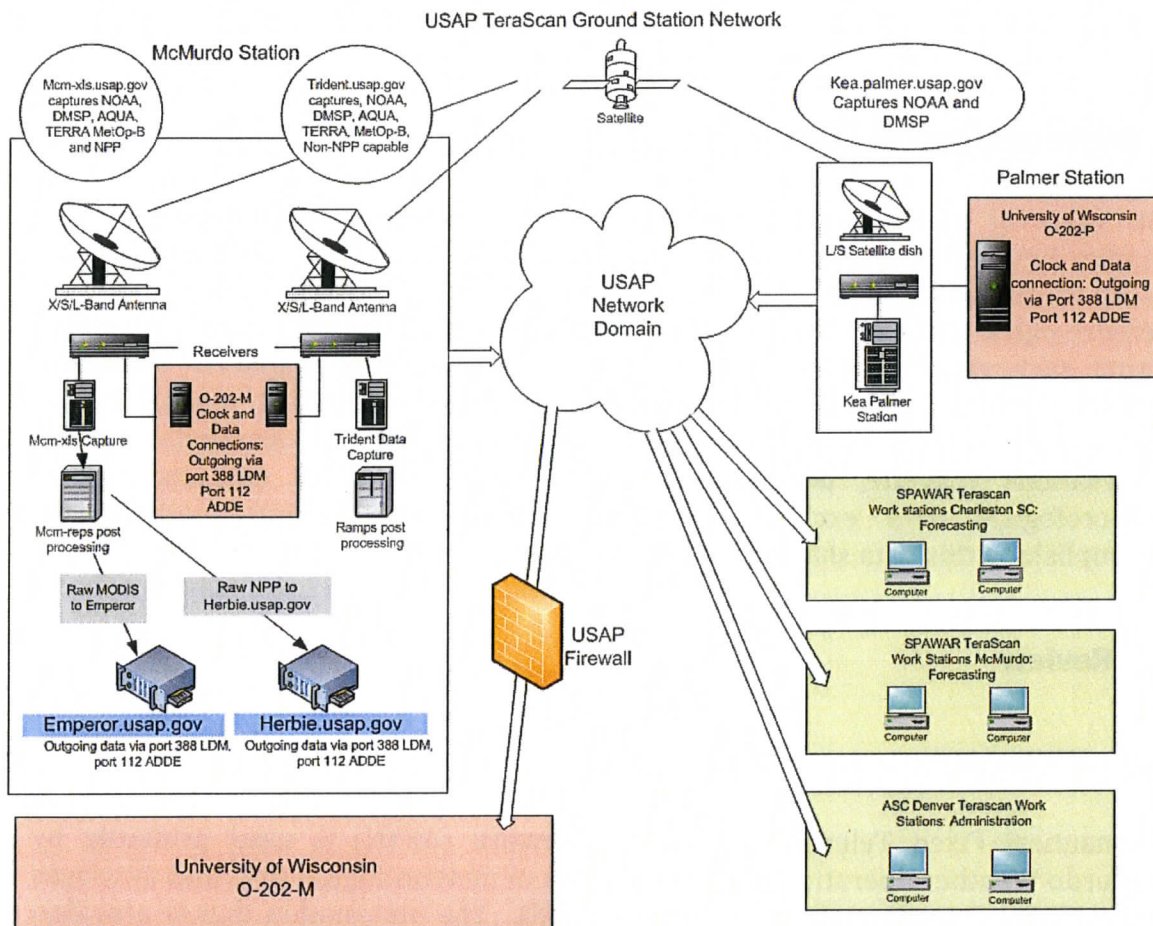 USAP TeraScan Ground Station Network
McMurdo Station
Mcm-xls.usap.gov
captures NOAA,
DMSP, AQUA,
TERRA MetOp-B
and NPP
Trident.usap.gov
captures, NOAA,
DMSP, AQUA,
TERRA, MetOp-B,
Non-NPP capable
Satellite
Kea.palmer.usap.gov
Captures NOAA and
DMSP
X/S/L-Band Antenna
X/S/L-Band Antenna
Receivers
Mcm-xls Capture
O-202-M
Clock and
Data
Connections:
Outgoing via
port 388 LDM
Port 112
ADDE
Trident Data
Capture
Mcm-reps post
processing
Ramps post
processing
Raw MODIS
to Emperor
Raw NPP to
Herbie.usap.gov
Emperor.usap.gov
Outgoing data via port 388 LDM,
port 112 ADDE
Herbie.usap.gov
Outgoing data via port 388 LDM,
port 112 ADDE
USAP
Network
Domain
USAP
Firewall
University of Wisconsin
O-202-M
L/S Satellite dish
Kea Palmer
Station
Palmer Station
University of Wisconsin
O-202-P
Clock and Data
connection: Outgoing
via Port 388 LDM
Port 112 ADDE
SPAWAR Terascan
Work stations Charleston SC:
Forecasting
Computer
Computer
SPAWAR TeraScan
Work Stations McMurdo:
Forecasting
Computer
Computer
ASC Denver Terascan Work
Stations: Administration
Computer
Computer